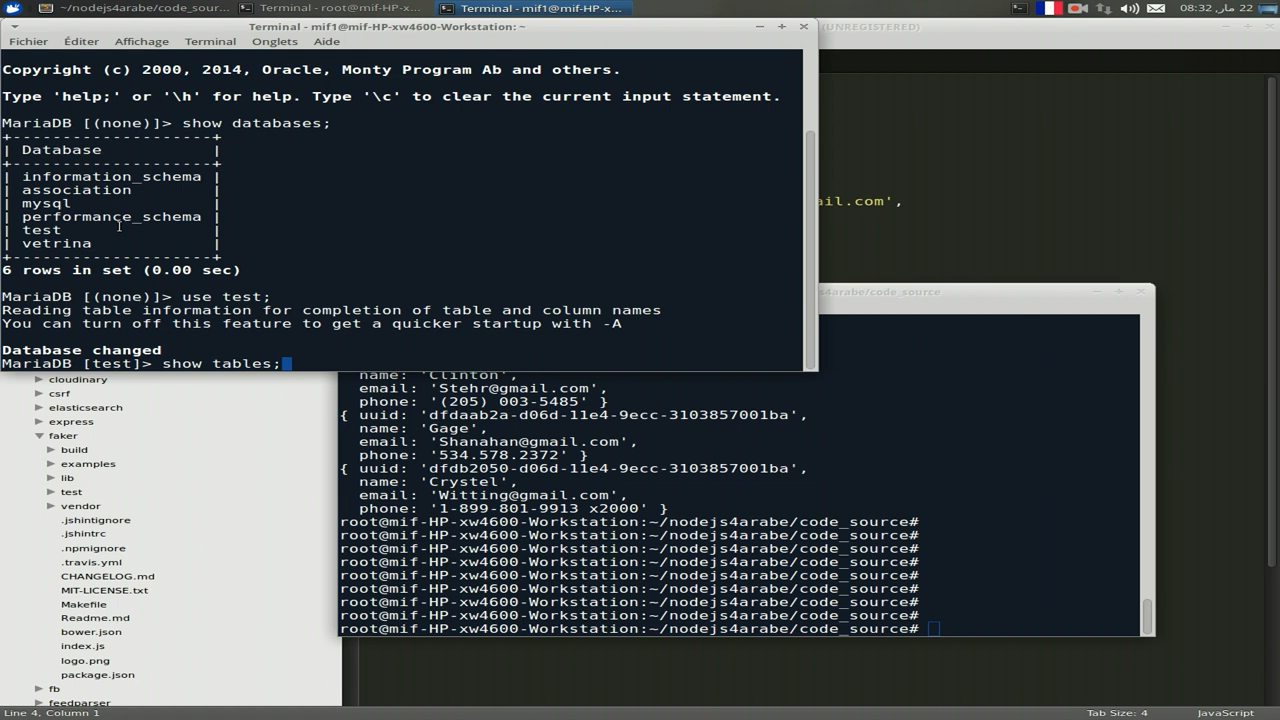 ~/nodejs4arabe/code_sour...
Terminal - root@mif-HP-xw4600-...
Terminal - mif1@mif-HP-xw4600-...
22 مار, 08:32
Terminal - mif1@mif-HP-xw4600-Workstation: ~
(UNREGISTERED)
Fichier Éditer Affichage Terminal Onglets Aide
Copyright (c) 2000, 2014, Oracle, Monty Program Ab and others.
Type 'help;' or '\h' for help. Type '\c' to clear the current input statement.
MariaDB [(none)]> show databases;
+--------------------+
| Database |
+--------------------+
| information_schema |
| association |
| mysql |
| performance_schema |
| test |
| vetrina |
+--------------------+
6 rows in set (0.00 sec)
MariaDB [(none)]> use test;
Reading table information for completion of table and column names
You can turn off this feature to get a quicker startup with -A
Database changed
MariaDB [test]> show tables;
ail.com',
s4arabe/code_source
name: 'Clinton',
email: 'Stehr@gmail.com',
phone: '(205) 003-5485' }
{ uuid: 'dfdaab2a-d06d-11e4-9ecc-3103857001ba',
name: 'Gage',
email: 'Shanahan@gmail.com',
phone: '534.578.2372' }
{ uuid: 'dfdb2050-d06d-11e4-9ecc-3103857001ba',
name: 'Crystel',
email: 'Witting@gmail.com',
phone: '1-899-801-9913 x2000' }
root@mif-HP-xw4600-Workstation:~/nodejs4arabe/code_source#
root@mif-HP-xw4600-Workstation:~/nodejs4arabe/code_source#
root@mif-HP-xw4600-Workstation:~/nodejs4arabe/code_source#
root@mif-HP-xw4600-Workstation:~/nodejs4arabe/code_source#
root@mif-HP-xw4600-Workstation:~/nodejs4arabe/code_source#
root@mif-HP-xw4600-Workstation:~/nodejs4arabe/code_source#
root@mif-HP-xw4600-Workstation:~/nodejs4arabe/code_source#
root@mif-HP-xw4600-Workstation:~/nodejs4arabe/code_source#
root@mif-HP-xw4600-Workstation:~/nodejs4arabe/code_source#
cloudinary
csrf
elasticsearch
express
faker
build
examples
lib
test
vendor
.jshintignore
.jshintrc
.npmignore
.travis.yml
CHANGELOG.md
MIT-LICENSE.txt
Makefile
Readme.md
bower.json
index.js
logo.png
package.json
fb
feedparser
Line 4, Column 1
Tab Size: 4
JavaScript